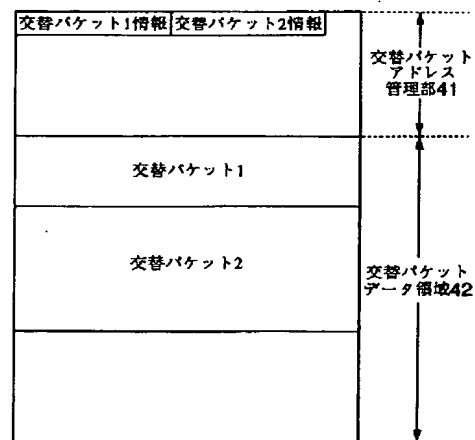 交替パケット1情報 交替パケット2情報
交替パケット
アドレス
管理部41
交替パケット1
交替パケット2
交替パケット
データ領域42